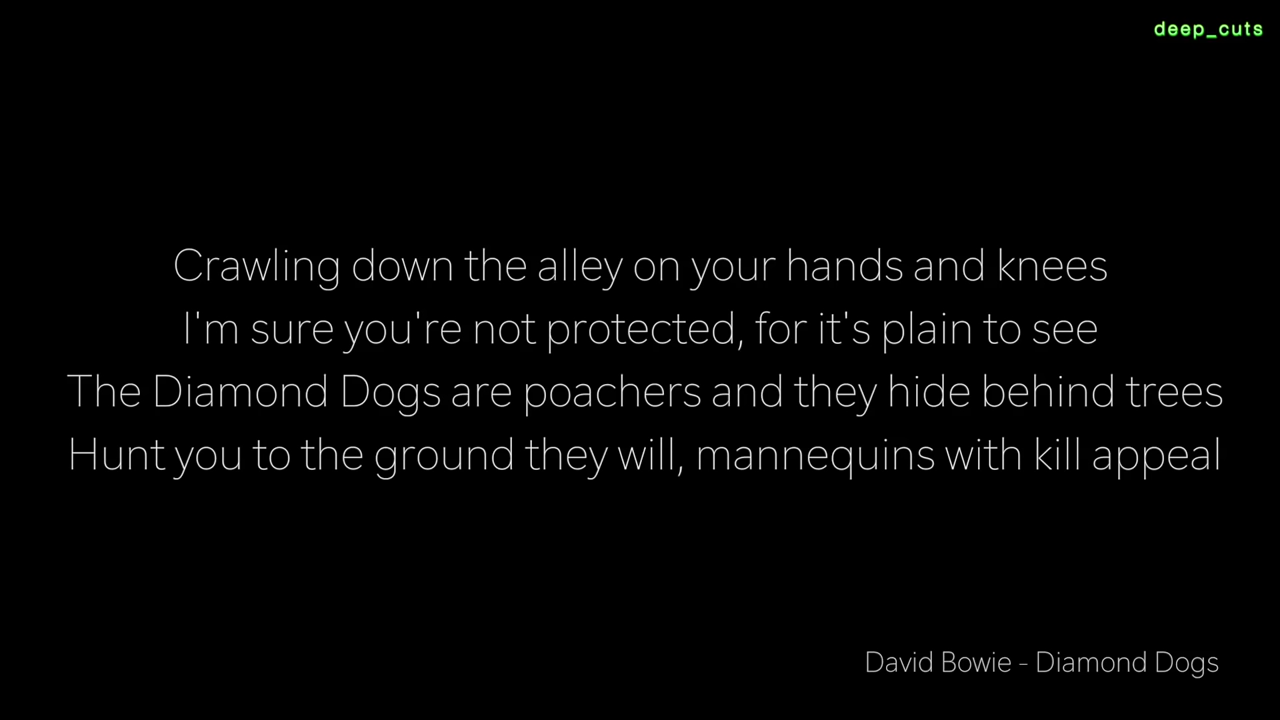 deep_cuts
Crawling down the alley on your hands and knees
I'm sure you're not protected, for it's plain to see
The Diamond Dogs are poachers and they hide behind trees
Hunt you to the ground they will, mannequins with kill appeal
David Bowie - Diamond Dogs